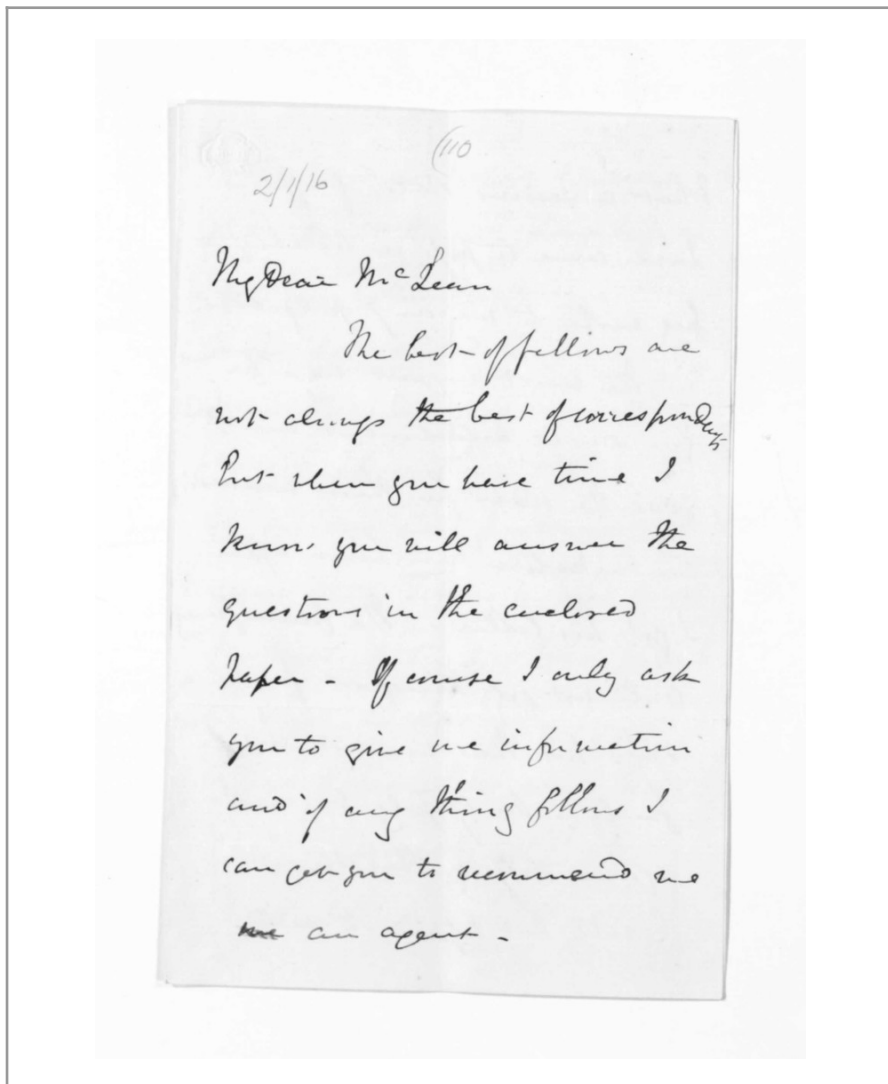 (110
2/1/16
My Dear McLean
The best of fellows are
not always the best of correspondents
but when you have time I
know you will answer the
questions in the enclosed
paper - Of course I only ask
you to give me information
and if any thing follows I
can get you to recommend me
me an agent -